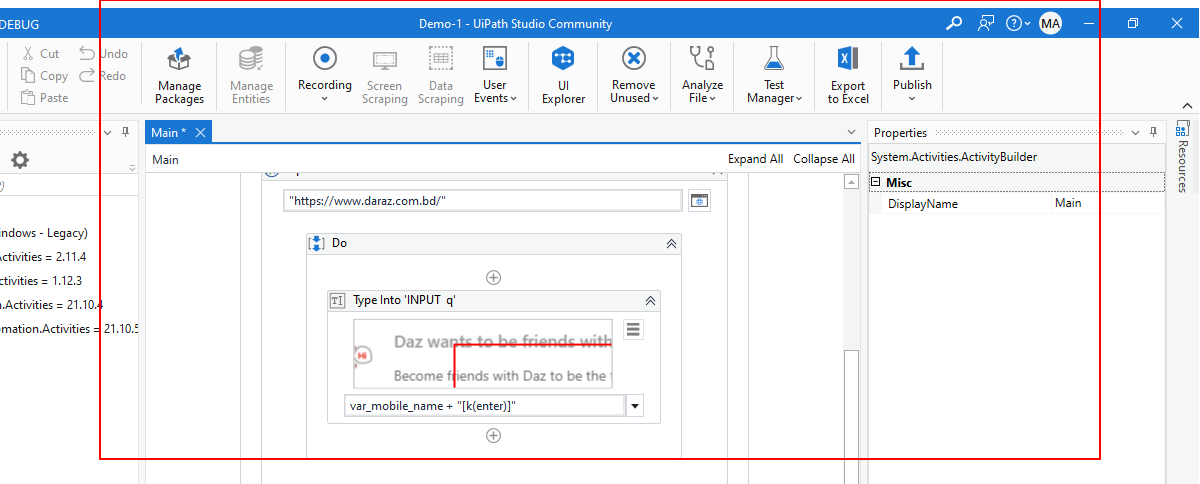 DEBUG
Demo-1 - UiPath Studio Community
MA
Cut
Undo
Copy
Redo
Paste
Manage
Packages
Manage
Entities
Recording
Screen
Scraping
Data
Scraping
User
Events
UI
Explorer
Remove
Unused
Analyze
File
Test
Manager
Export
to Excel
Publish
Main *
Main
Expand All
Collapse All
"https://www.daraz.com.bd/"
Do
Type Into 'INPUT q'
Hi
Daz wants to be friends with
Become friends with Daz to be the
var_mobile_name + "[k(enter)]"
indows - Legacy)
Activities = 2.11.4
ctivities = 1.12.3
n.Activities = 21.10.4
omation.Activities = 21.10.5
Properties
System.Activities.ActivityBuilder
Misc
DisplayName
Main
Resources